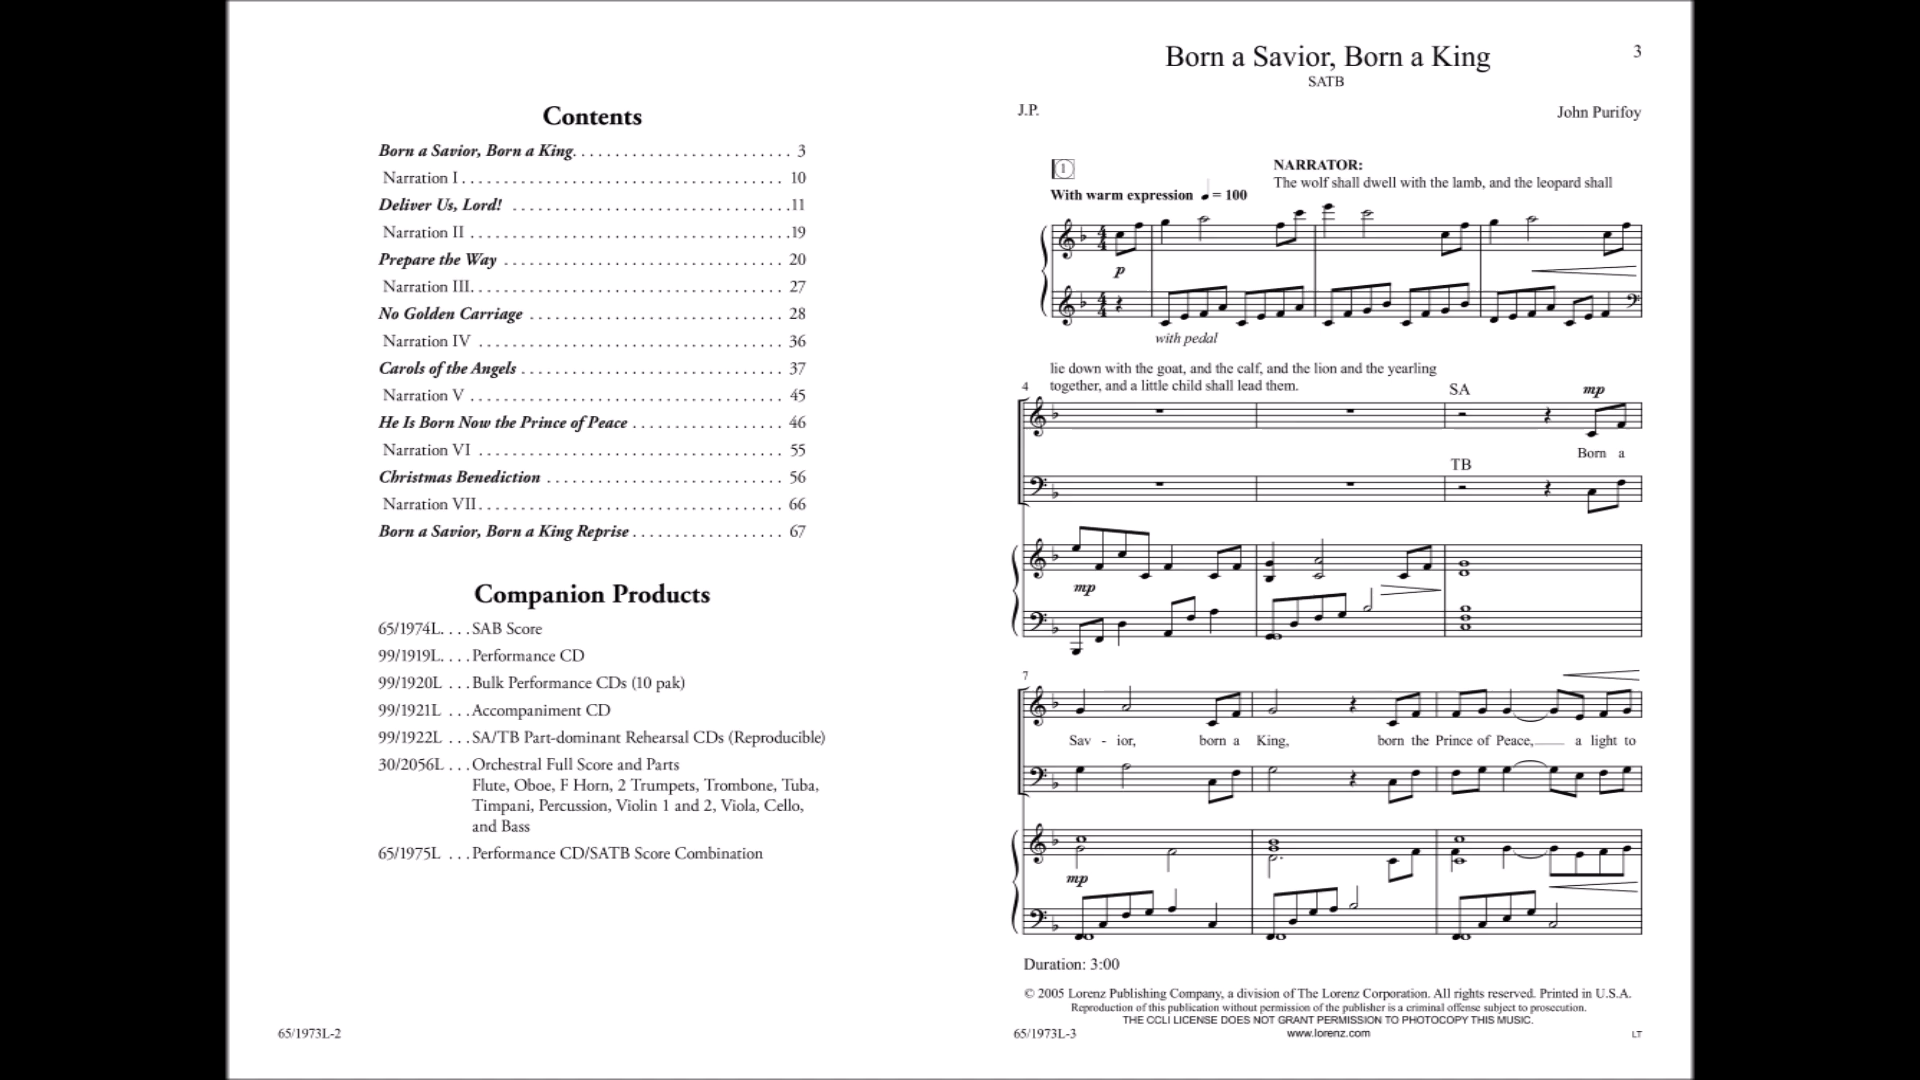 Contents
Born a Savior, Born a King. . . . . . . . . . . . . . . . . . . . . . . . . . 3
Narration I . . . . . . . . . . . . . . . . . . . . . . . . . . . . . . . . . . . . . . 10
Deliver Us, Lord! . . . . . . . . . . . . . . . . . . . . . . . . . . . . . . . . .11
Narration II . . . . . . . . . . . . . . . . . . . . . . . . . . . . . . . . . . . . .19
Prepare the Way . . . . . . . . . . . . . . . . . . . . . . . . . . . . . . . . . 20
Narration III. . . . . . . . . . . . . . . . . . . . . . . . . . . . . . . . . . . . . 27
No Golden Carriage . . . . . . . . . . . . . . . . . . . . . . . . . . . . . . 28
Narration IV . . . . . . . . . . . . . . . . . . . . . . . . . . . . . . . . . . . . 36
Carols of the Angels . . . . . . . . . . . . . . . . . . . . . . . . . . . . . . . 37
Narration V . . . . . . . . . . . . . . . . . . . . . . . . . . . . . . . . . . . . . 45
He Is Born Now the Prince of Peace . . . . . . . . . . . . . . . . . . 46
Narration VI . . . . . . . . . . . . . . . . . . . . . . . . . . . . . . . . . . . . 55
Christmas Benediction . . . . . . . . . . . . . . . . . . . . . . . . . . . . 56
Narration VII. . . . . . . . . . . . . . . . . . . . . . . . . . . . . . . . . . . . 66
Born a Savior, Born a King Reprise . . . . . . . . . . . . . . . . . . 67
Companion Products
65/1974L. . . . SAB Score
99/1919L. . . . Performance CD
99/1920L . . . Bulk Performance CDs (10 pak)
99/1921L . . . Accompaniment CD
99/1922L . . . SA/TB Part-dominant Rehearsal CDs (Reproducible)
30/2056L . . . Orchestral Full Score and Parts
Flute, Oboe, F Horn, 2 Trumpets, Trombone, Tuba,
Timpani, Percussion, Violin 1 and 2, Viola, Cello,
and Bass
65/1975L . . . Performance CD/SATB Score Combination
65/1973L-2
3
Born a Savior, Born a King
SATB
J.P.
John Purifoy
1
NARRATOR:
The wolf shall dwell with the lamb, and the leopard shall
With warm expression ♩ = 100
p
with pedal
lie down with the goat, and the calf, and the lion and the yearling
together, and a little child shall lead them.
4
SA
mp
Born a
TB
mp
7
Sav - ior, born a King, born the Prince of Peace, a light to
mp
Duration: 3:00
© 2005 Lorenz Publishing Company, a division of The Lorenz Corporation. All rights reserved. Printed in U.S.A.
Reproduction of this publication without permission of the publisher is a criminal offense subject to prosecution.
THE CCLI LICENSE DOES NOT GRANT PERMISSION TO PHOTOCOPY THIS MUSIC.
65/1973L-3
www.lorenz.com
LT